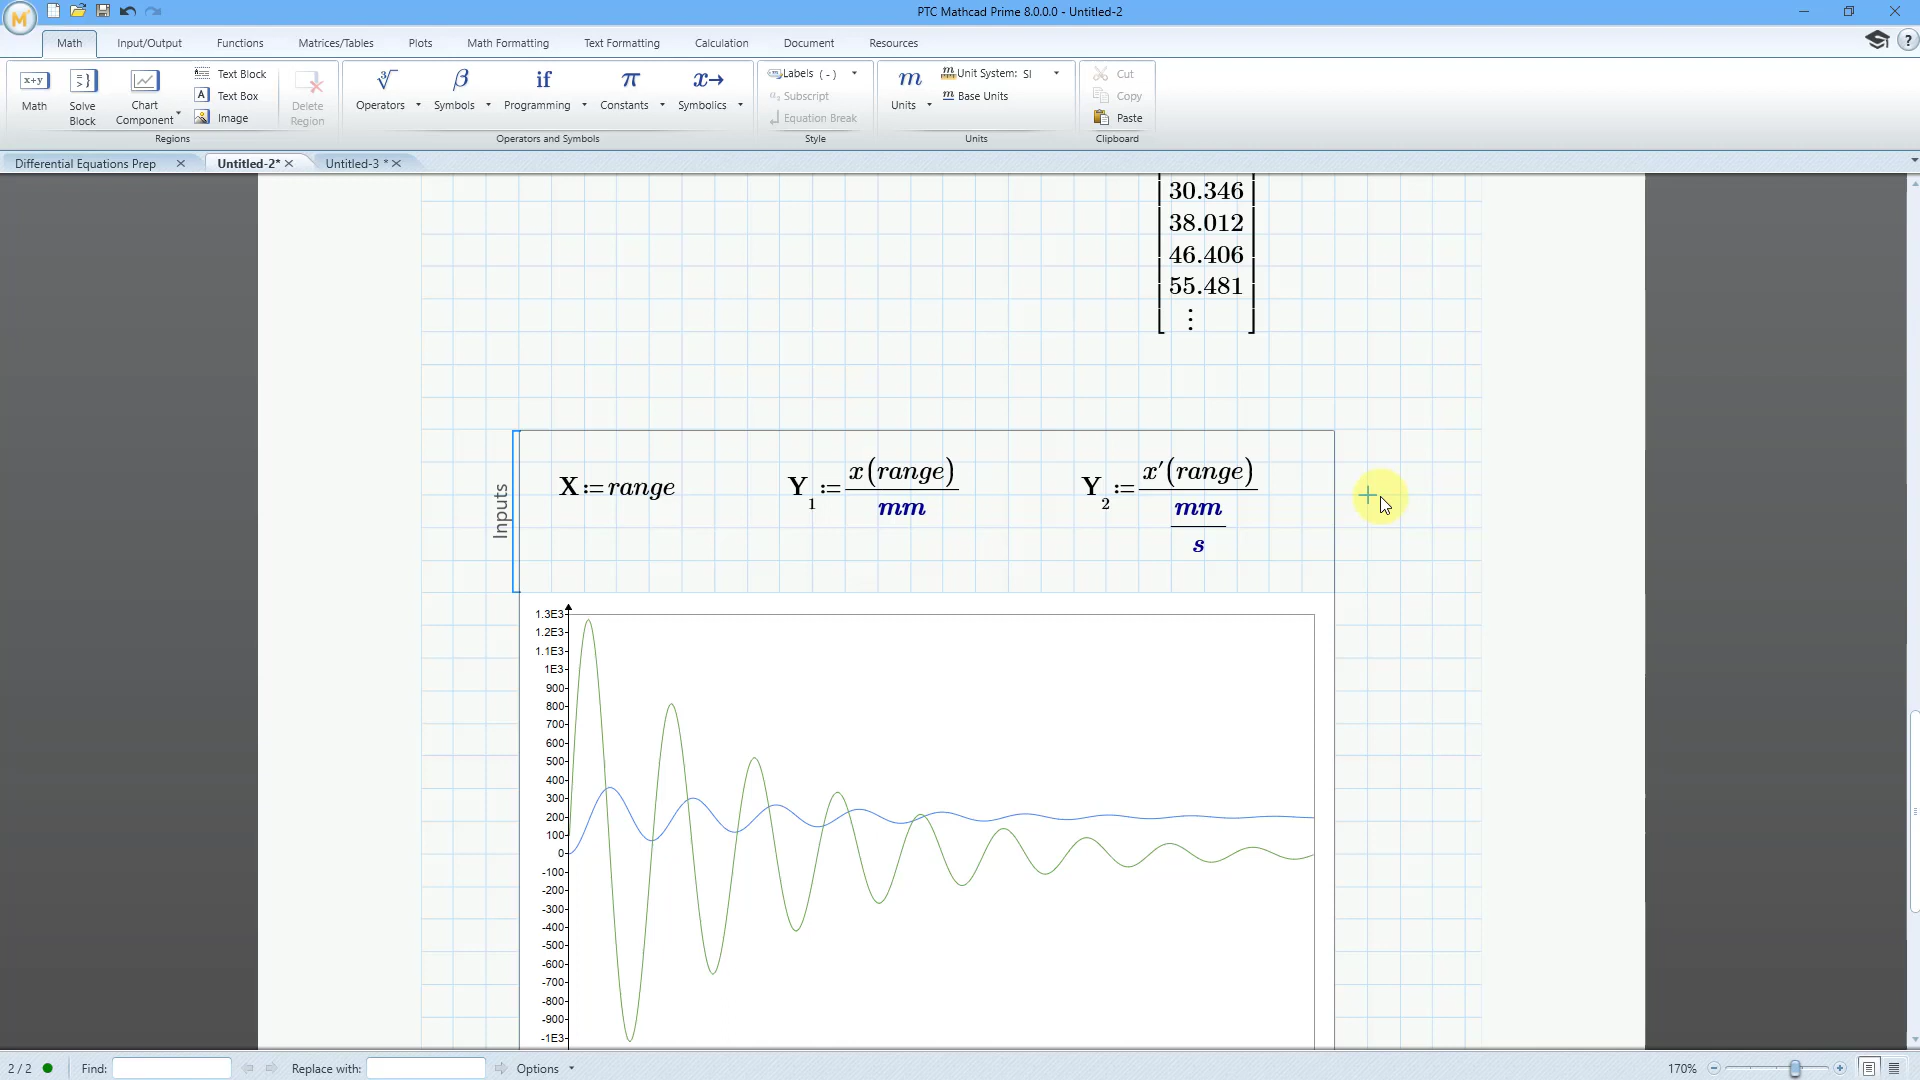 PTC Mathcad Prime 8.0.0.0 - Untitled-2
Math Input/Output Functions Matrices/Tables Plots Math Formatting Text Formatting Calculation Document Resources
Math
Solve Block
Chart Component
Text Block
Text Box
Image
Delete Region
Regions
Operators
Symbols
Programming
Constants
Symbolics
Operators and Symbols
Labels (-)
Subscript
Equation Break
Style
Units
Unit System: SI
Base Units
Units
Cut
Copy
Paste
Clipboard
Differential Equations Prep
Untitled-2*
Untitled-3 *
30.346
38.012
46.406
55.481
⋮
Inputs
X:=range
Y1:=x(range)/mm
Y2:=x′(range)/(mm/s)
1.3E3
1.2E3
1.1E3
1E3
900
800
700
600
500
400
300
200
100
0
-100
-200
-300
-400
-500
-600
-700
-800
-900
-1E3
2 / 2 Find: Replace with: Options 170%